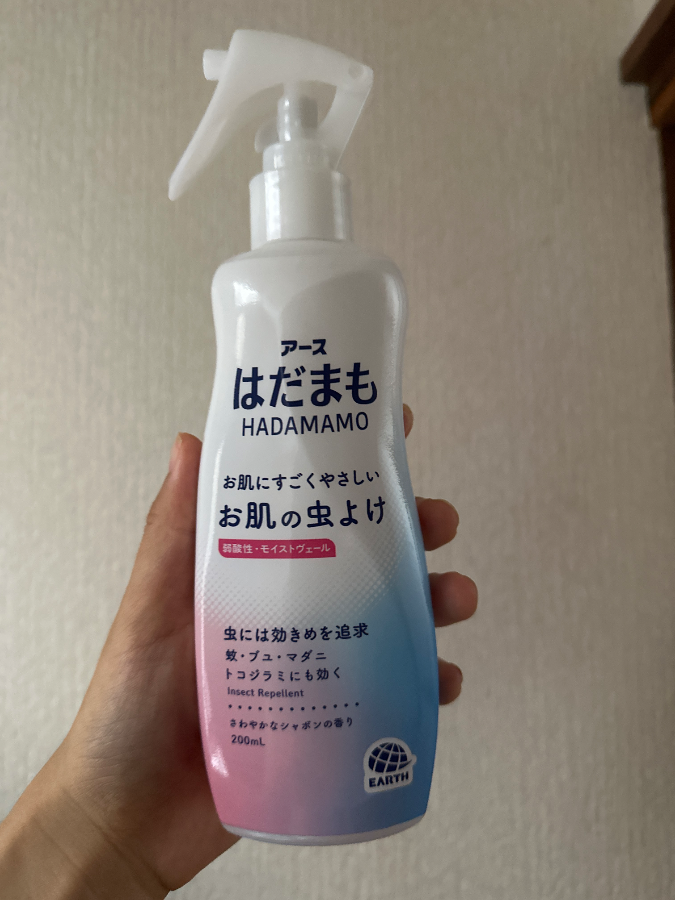 アース
はだまも
HADAMAMO
お肌にすごくやさしい
お肌の虫よけ
弱酸性・モイストヴェール
虫には効きめを追求
蚊・ブユ・マダニ
トコジラミにも効く
Insect Repellent
さわやかなシャボンの香り
200mL
EARTH